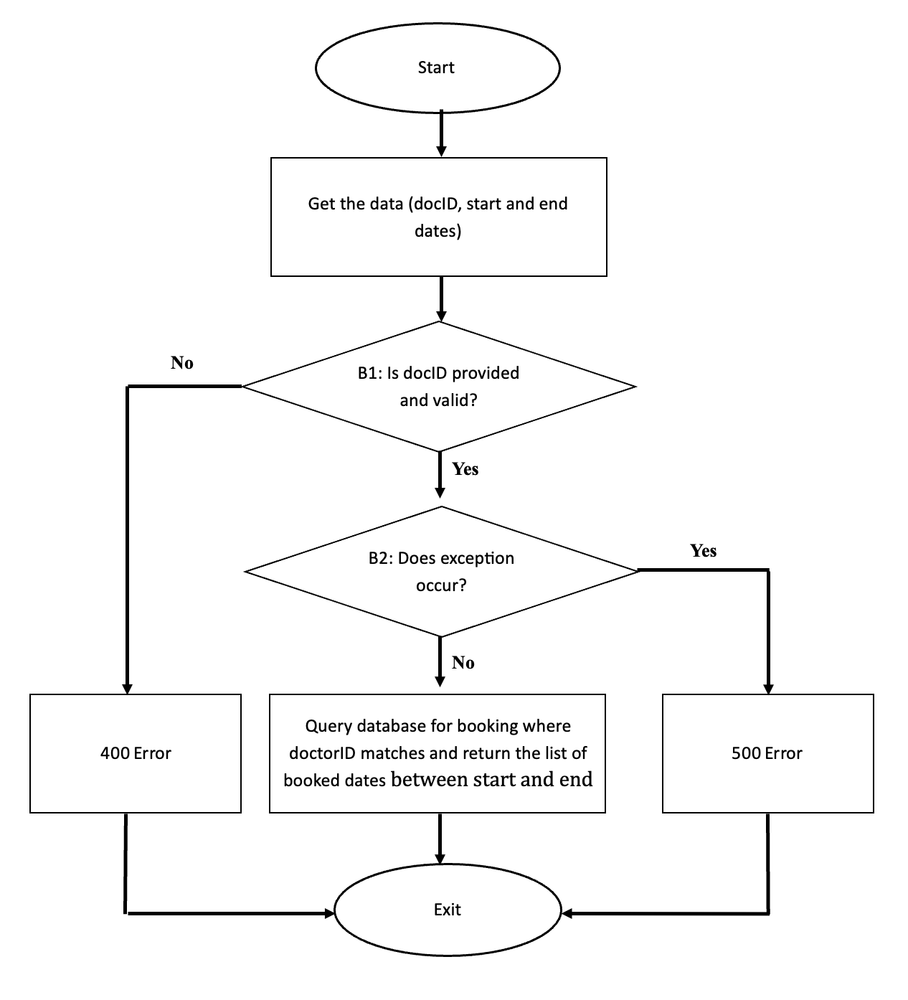 Start
Get the data (docID, start and end
dates)
No
B1: Is docID provided
and valid?
Yes
B2: Does exception
occur?
Yes
No
400 Error
Query database for booking where
doctorID matches and return the list of
booked dates between start and end
500 Error
Exit